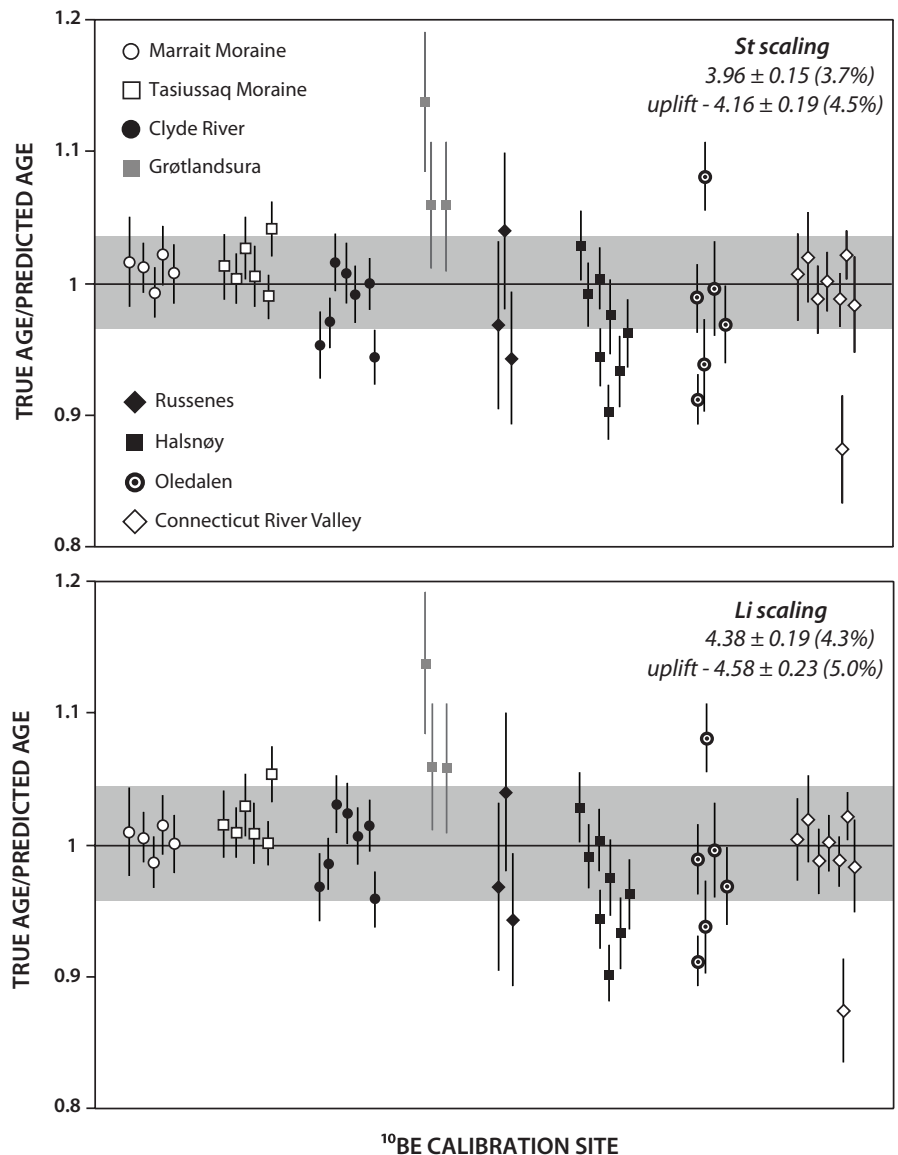 TRUE AGE/PREDICTED AGE
1.2
1.1
1
0.9
0.8
Marrait Moraine
Tasiussaq Moraine
Clyde River
Grøtlandsura
St scaling
3.96 ± 0.15 (3.7%)
uplift - 4.16 ± 0.19 (4.5%)
Russenes
Halsnøy
Oledalen
Connecticut River Valley
TRUE AGE/PREDICTED AGE
1.2
1.1
1
0.9
0.8
Li scaling
4.38 ± 0.19 (4.3%)
uplift - 4.58 ± 0.23 (5.0%)
¹⁰BE CALIBRATION SITE